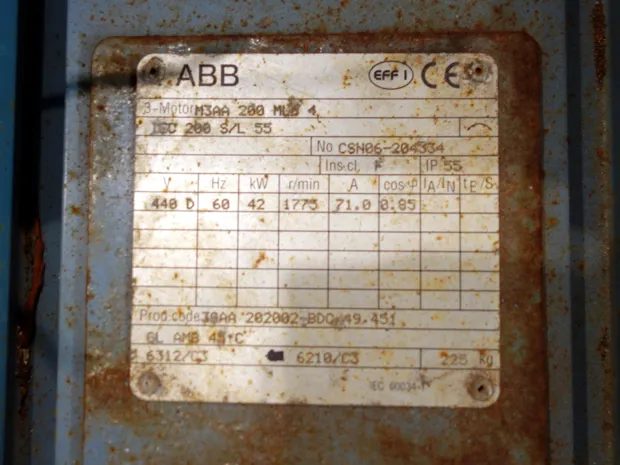 ABB EFF 1 CE
3-Motor M3AA 200 MLB 4
IEC 200 S/L 55
No CSN06-204334
Ins.cl. F IP 55
V Hz kW r/min A cos φ IA/IN tE/s
440 D 60 42 1775 71.0 0.85
Prod code 3GAA 202002-BDC 49.451
GL AMB 45°C
6312/C3 6210/C3 225 kg
IEC 60034-1